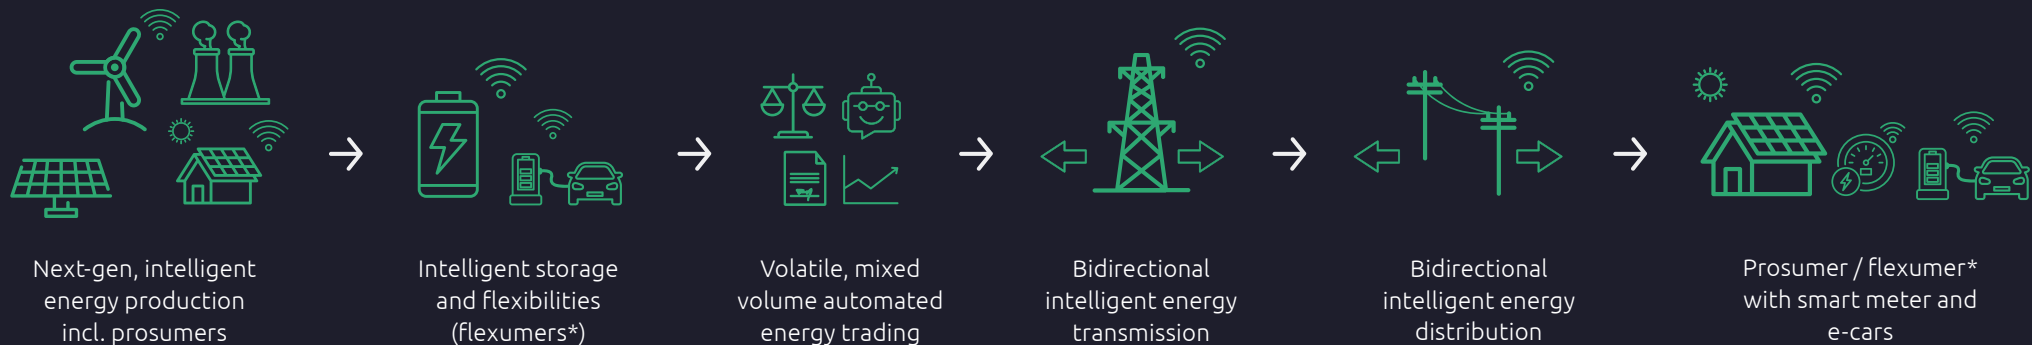 Next-gen, intelligent
energy production
incl. prosumers
Intelligent storage
and flexibilities
(flexumers*)
Volatile, mixed
volume automated
energy trading
Bidirectional
intelligent energy
transmission
Bidirectional
intelligent energy
distribution
Prosumer / flexumer*
with smart meter and
e-cars